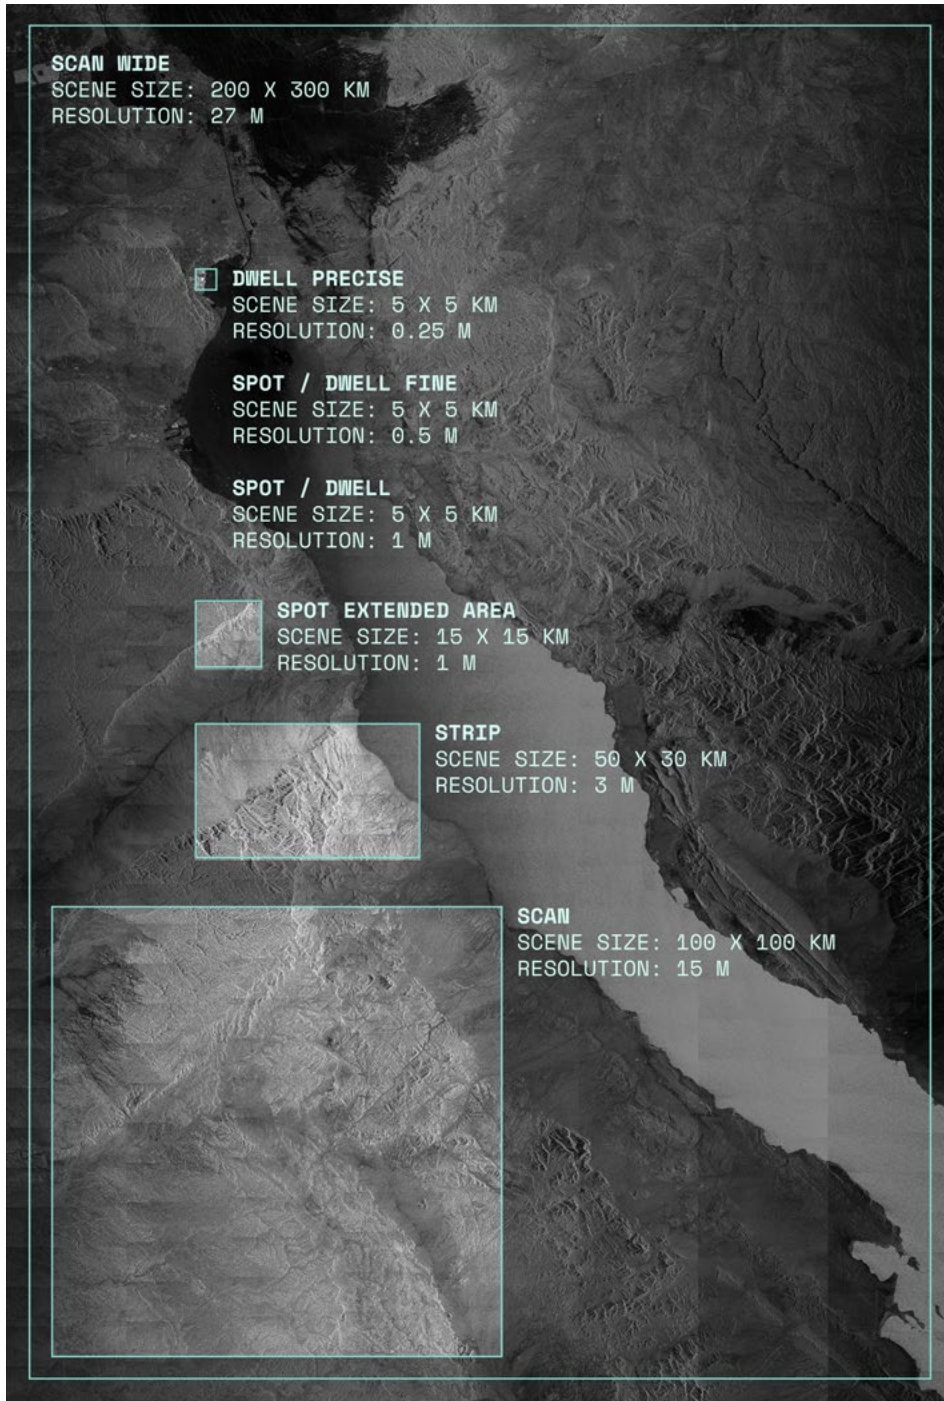 SCAN WIDE
SCENE SIZE: 200 X 300 KM
RESOLUTION: 27 M
DWELL PRECISE
SCENE SIZE: 5 X 5 KM
RESOLUTION: 0.25 M
SPOT / DWELL FINE
SCENE SIZE: 5 X 5 KM
RESOLUTION: 0.5 M
SPOT / DWELL
SCENE SIZE: 5 X 5 KM
RESOLUTION: 1 M
SPOT EXTENDED AREA
SCENE SIZE: 15 X 15 KM
RESOLUTION: 1 M
STRIP
SCENE SIZE: 50 X 30 KM
RESOLUTION: 3 M
SCAN
SCENE SIZE: 100 X 100 KM
RESOLUTION: 15 M